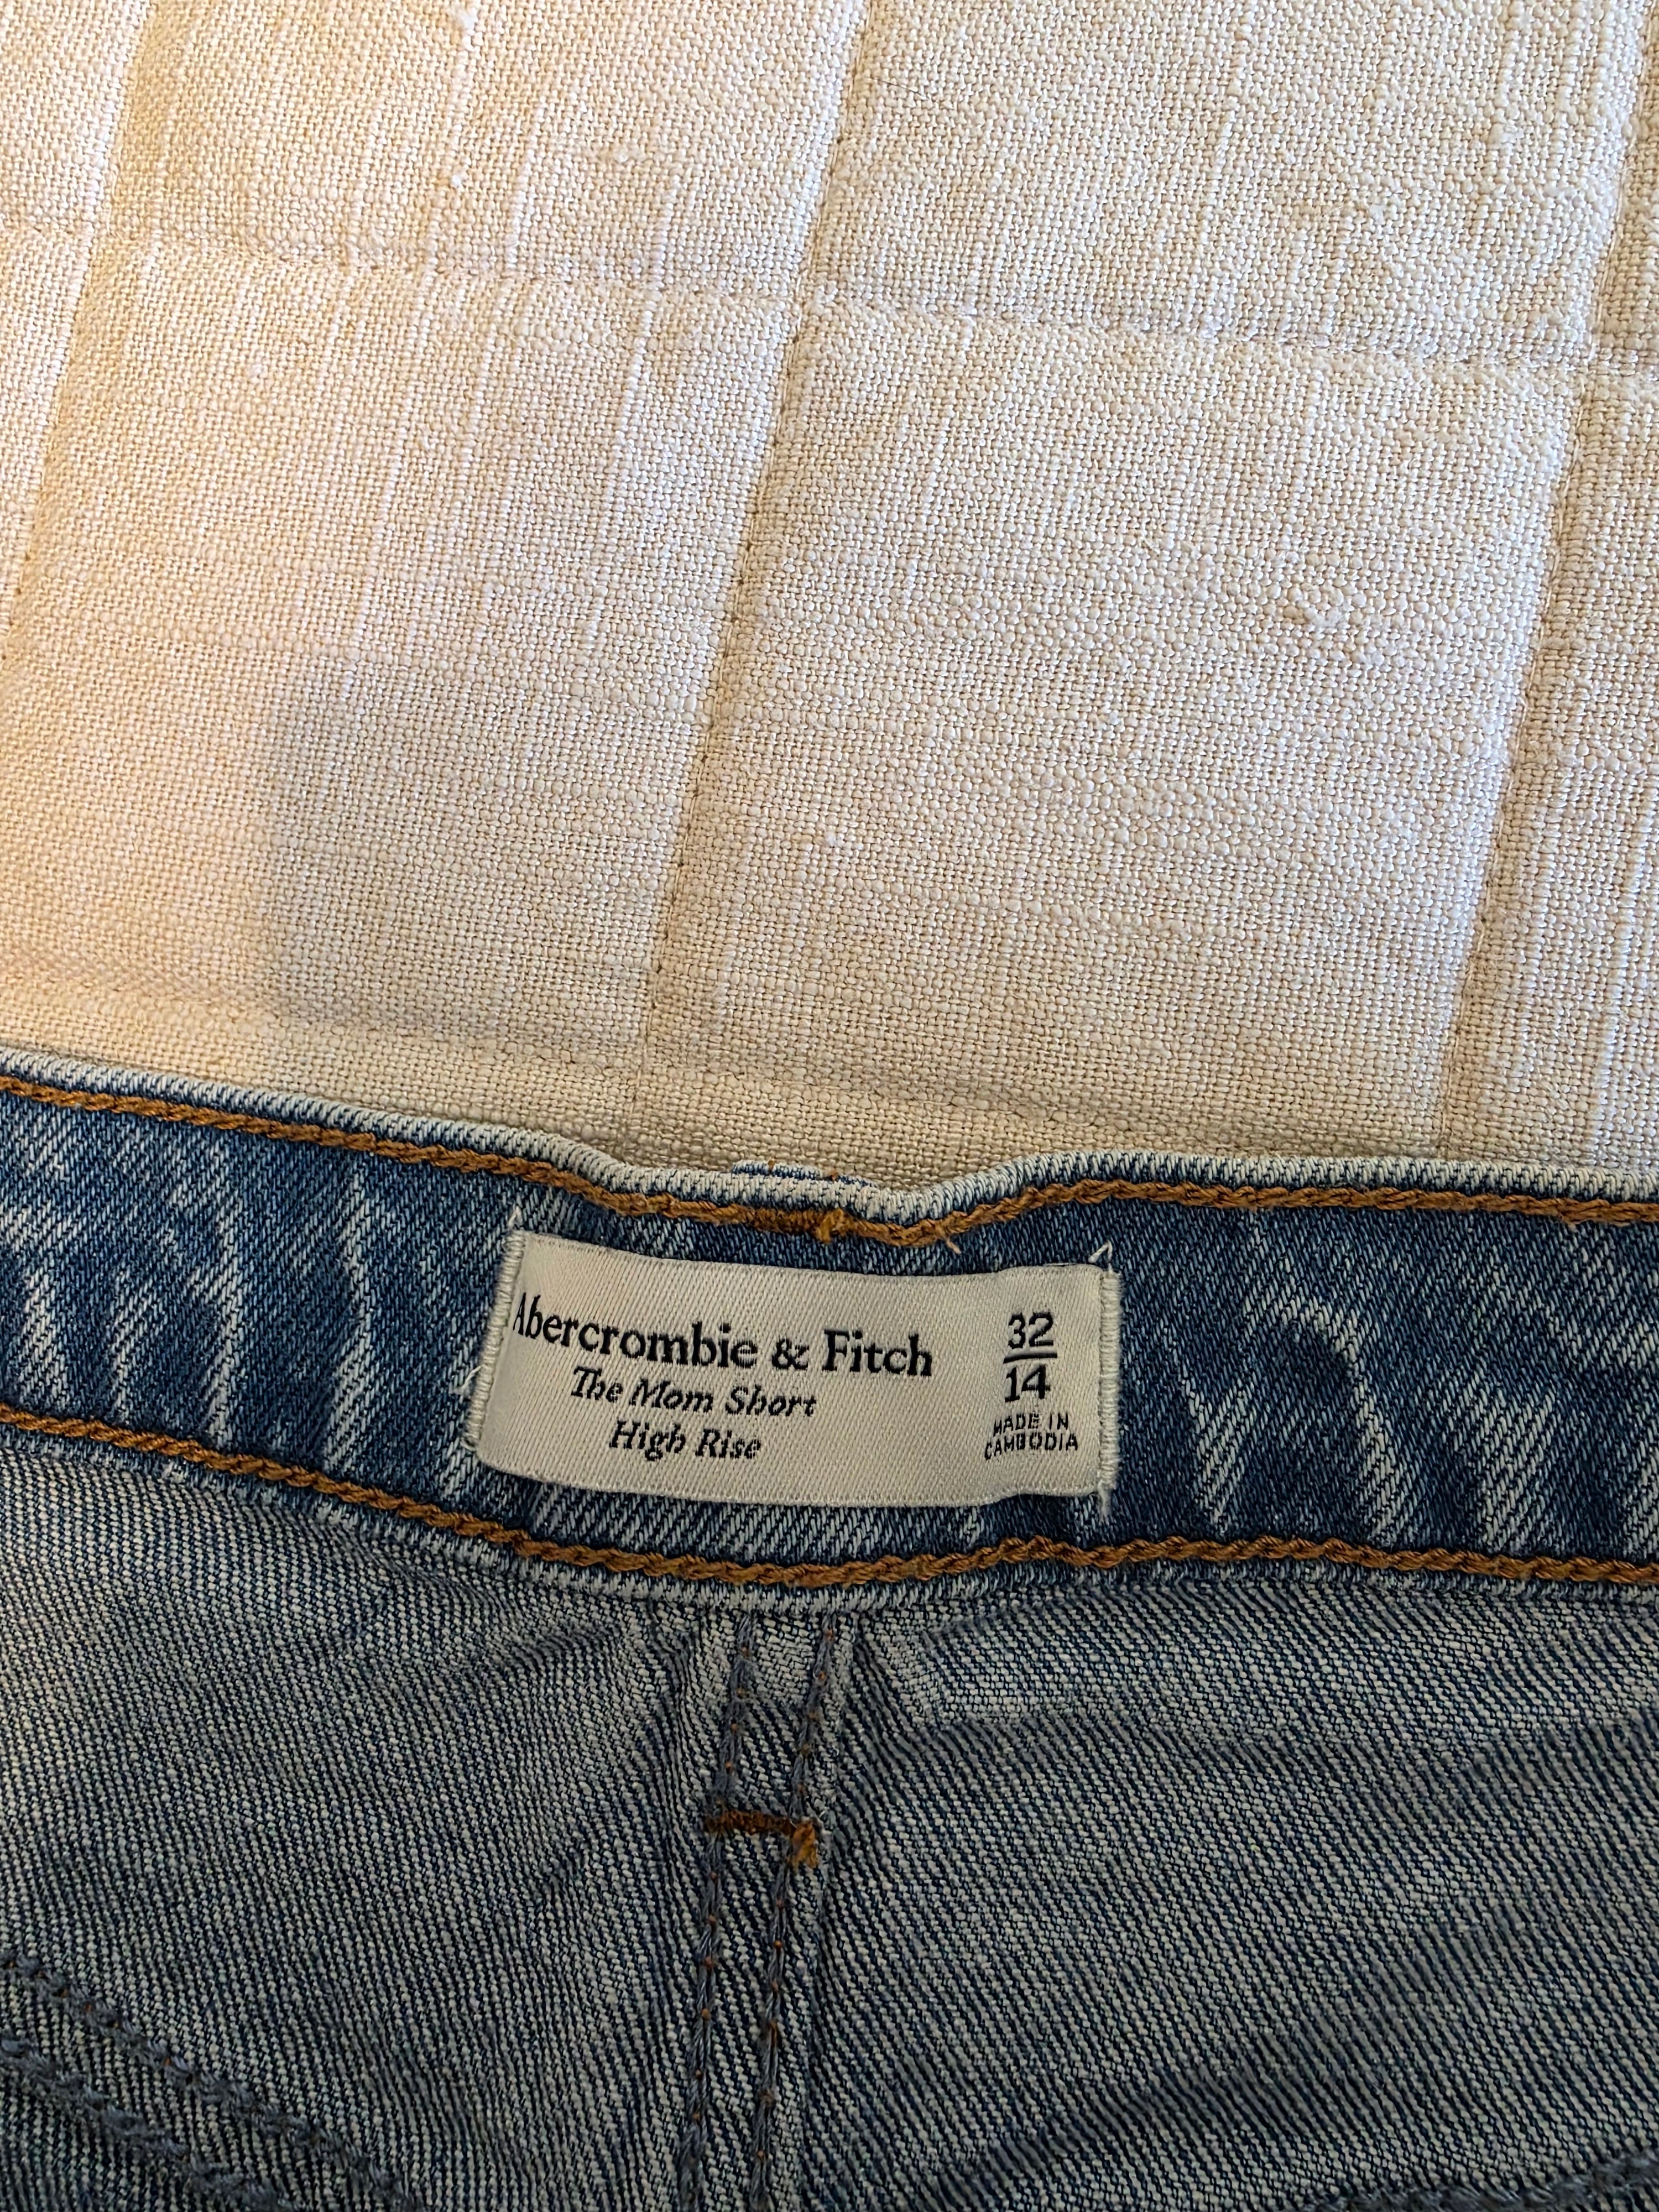 Abercrombie & Fitch
The Mom Short
High Rise
32
14
MADE IN
CAMBODIA